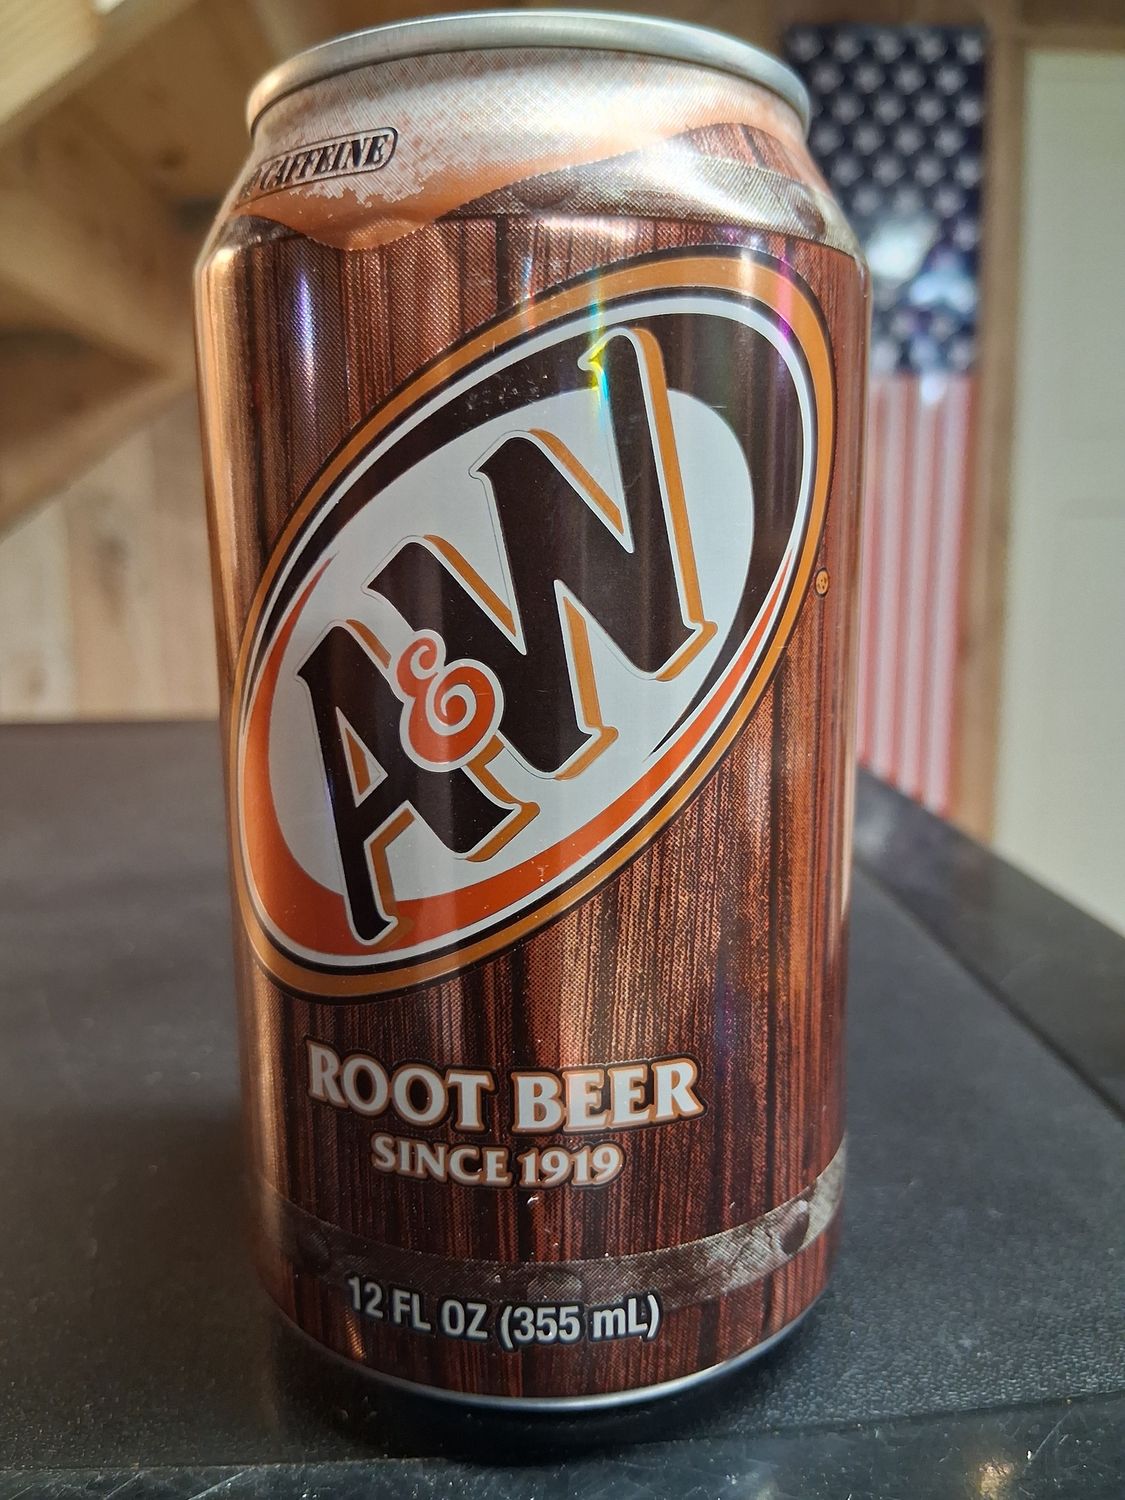 CAFFEINE
A&W
ROOT BEER
SINCE 1919
12 FL OZ (355 mL)